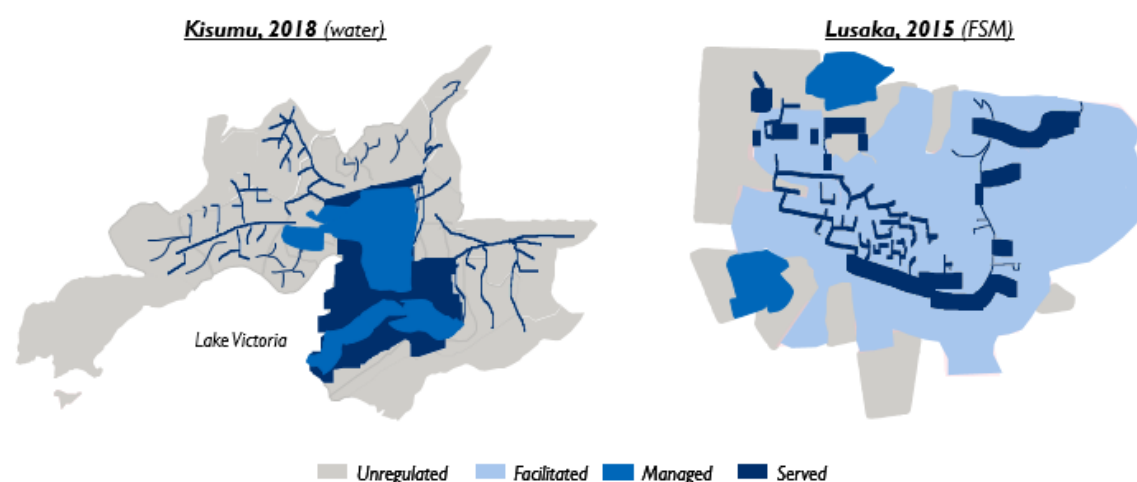 Kisumu, 2018 (water)
Lusaka, 2015 (FSM)
Lake Victoria
Unregulated Facilitated Managed Served